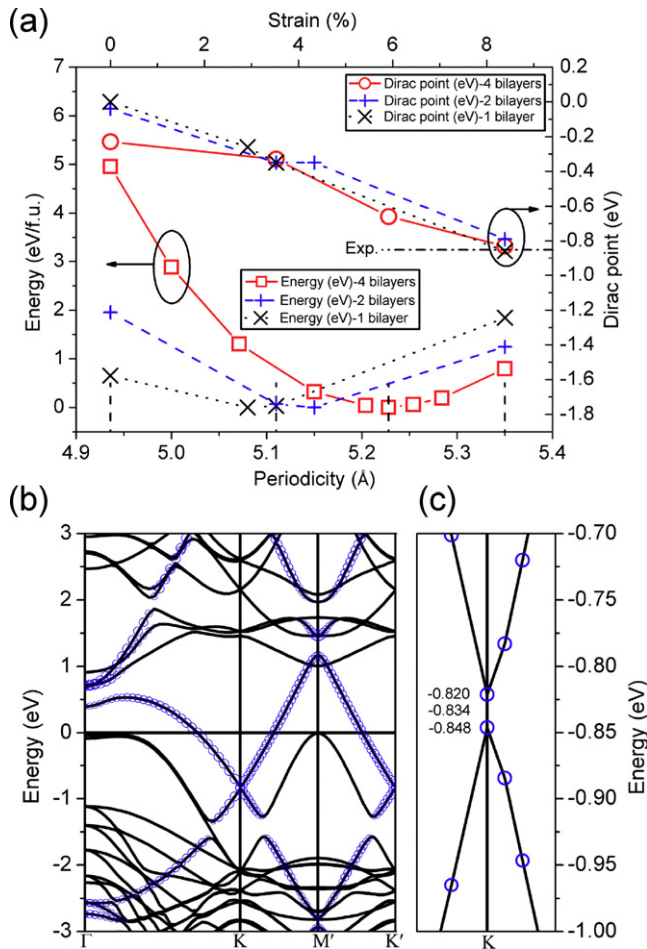 (a)
Strain (%)
0 2 4 6 8
7
6
5
4
3
2
1
0
Energy (eV/f.u.)
Dirac point (eV)-4 bilayers
Dirac point (eV)-2 bilayers
Dirac point (eV)-1 bilayer
Exp.
Energy (eV)-4 bilayers
Energy (eV)-2 bilayers
Energy (eV)-1 bilayer
0.2
0.0
-0.2
-0.4
-0.6
-0.8
-1.0
-1.2
-1.4
-1.6
-1.8
Dirac point (eV)
4.9 5.0 5.1 5.2 5.3 5.4
Periodicity (Å)
(b)
3
2
1
0
-1
-2
-3
Energy (eV)
Γ K M′ K′
(c)
-0.820
-0.834
-0.848
-0.70
-0.75
-0.80
-0.85
-0.90
-0.95
-1.00
Energy (eV)
K